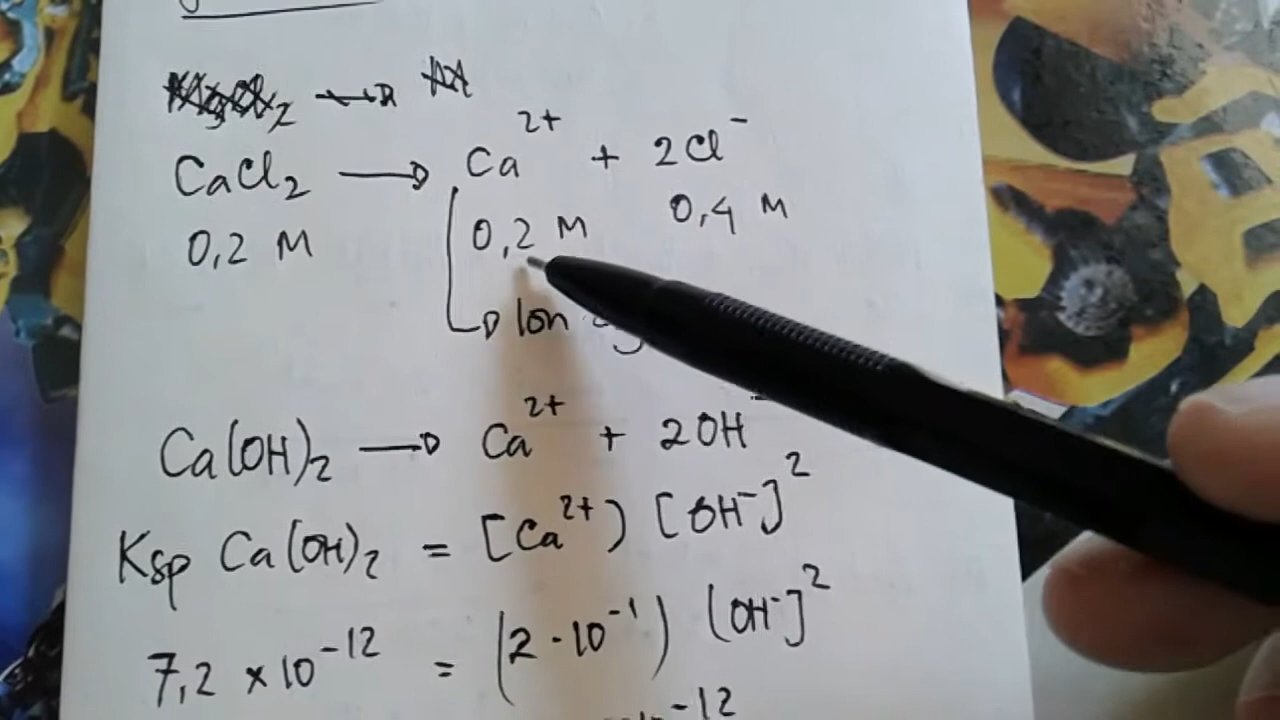 CaCl₂ → Ca²⁺ + 2Cl⁻
0,2 M 0,2 M 0,4 M
→ Ion
Ca(OH)₂ → Ca²⁺ + 2OH
Ksp Ca(OH)₂ = [Ca²⁺) [OH⁻]²
7,2 × 10⁻¹² = (2 · 10⁻¹) (OH⁻]²
⁻¹²